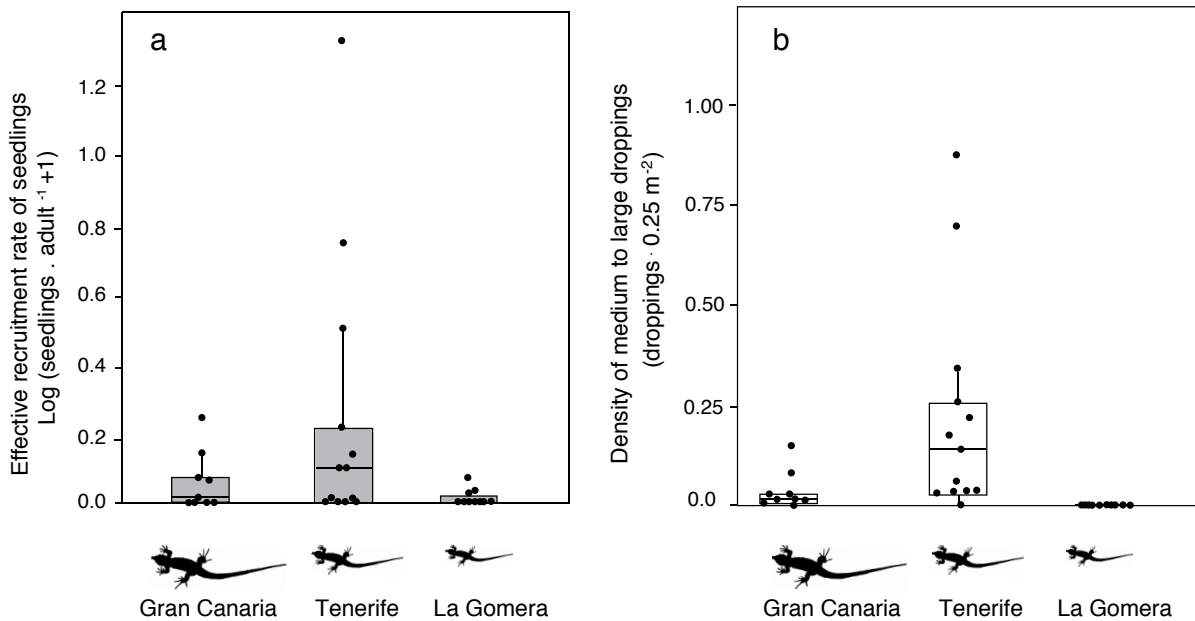 a
Effective recruitment rate of seedlings
Log (seedlings . adult -1 +1)
1.2
1.0
0.8
0.6
0.4
0.2
0.0
Gran Canaria Tenerife La Gomera
b
Density of medium to large droppings
(droppings · 0.25 m-2)
1.00
0.75
0.50
0.25
0.0
Gran Canaria Tenerife La Gomera